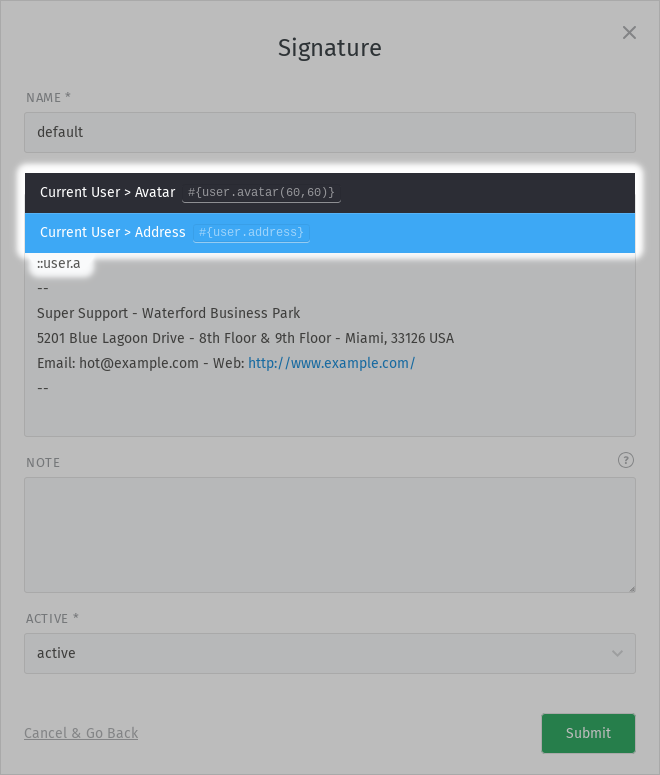 Signature
NAME *
default
Current User > Avatar #{user.avatar(60,60)}
Current User > Address #{user.address}
::user.a
--
Super Support - Waterford Business Park
5201 Blue Lagoon Drive - 8th Floor & 9th Floor - Miami, 33126 USA
Email: hot@example.com - Web: http://www.example.com/
--
NOTE ?
ACTIVE *
active
Cancel & Go Back Submit